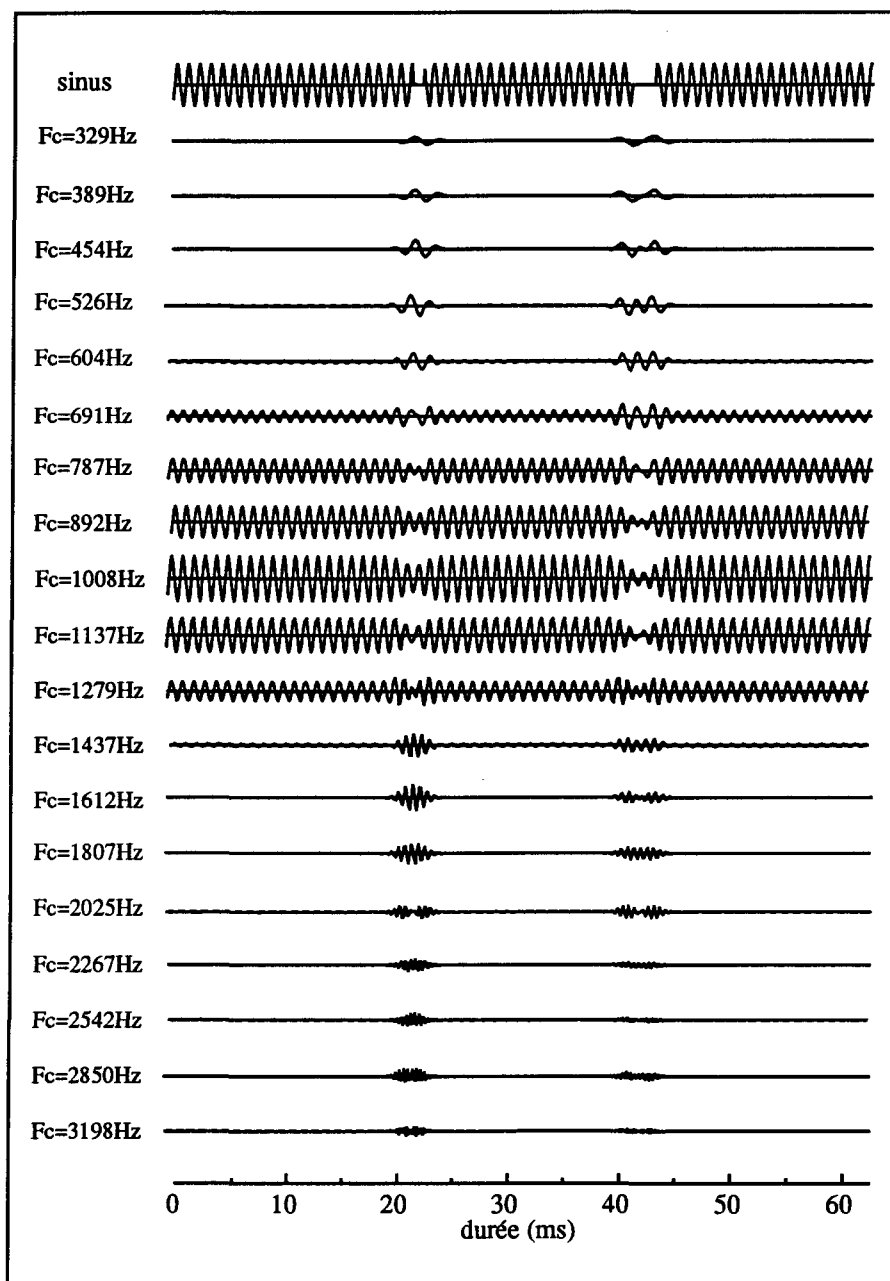 sinus
Fc=329Hz
Fc=389Hz
Fc=454Hz
Fc=526Hz
Fc=604Hz
Fc=691Hz
Fc=787Hz
Fc=892Hz
Fc=1008Hz
Fc=1137Hz
Fc=1279Hz
Fc=1437Hz
Fc=1612Hz
Fc=1807Hz
Fc=2025Hz
Fc=2267Hz
Fc=2542Hz
Fc=2850Hz
Fc=3198Hz
0 10 20 30 40 50 60
durée (ms)